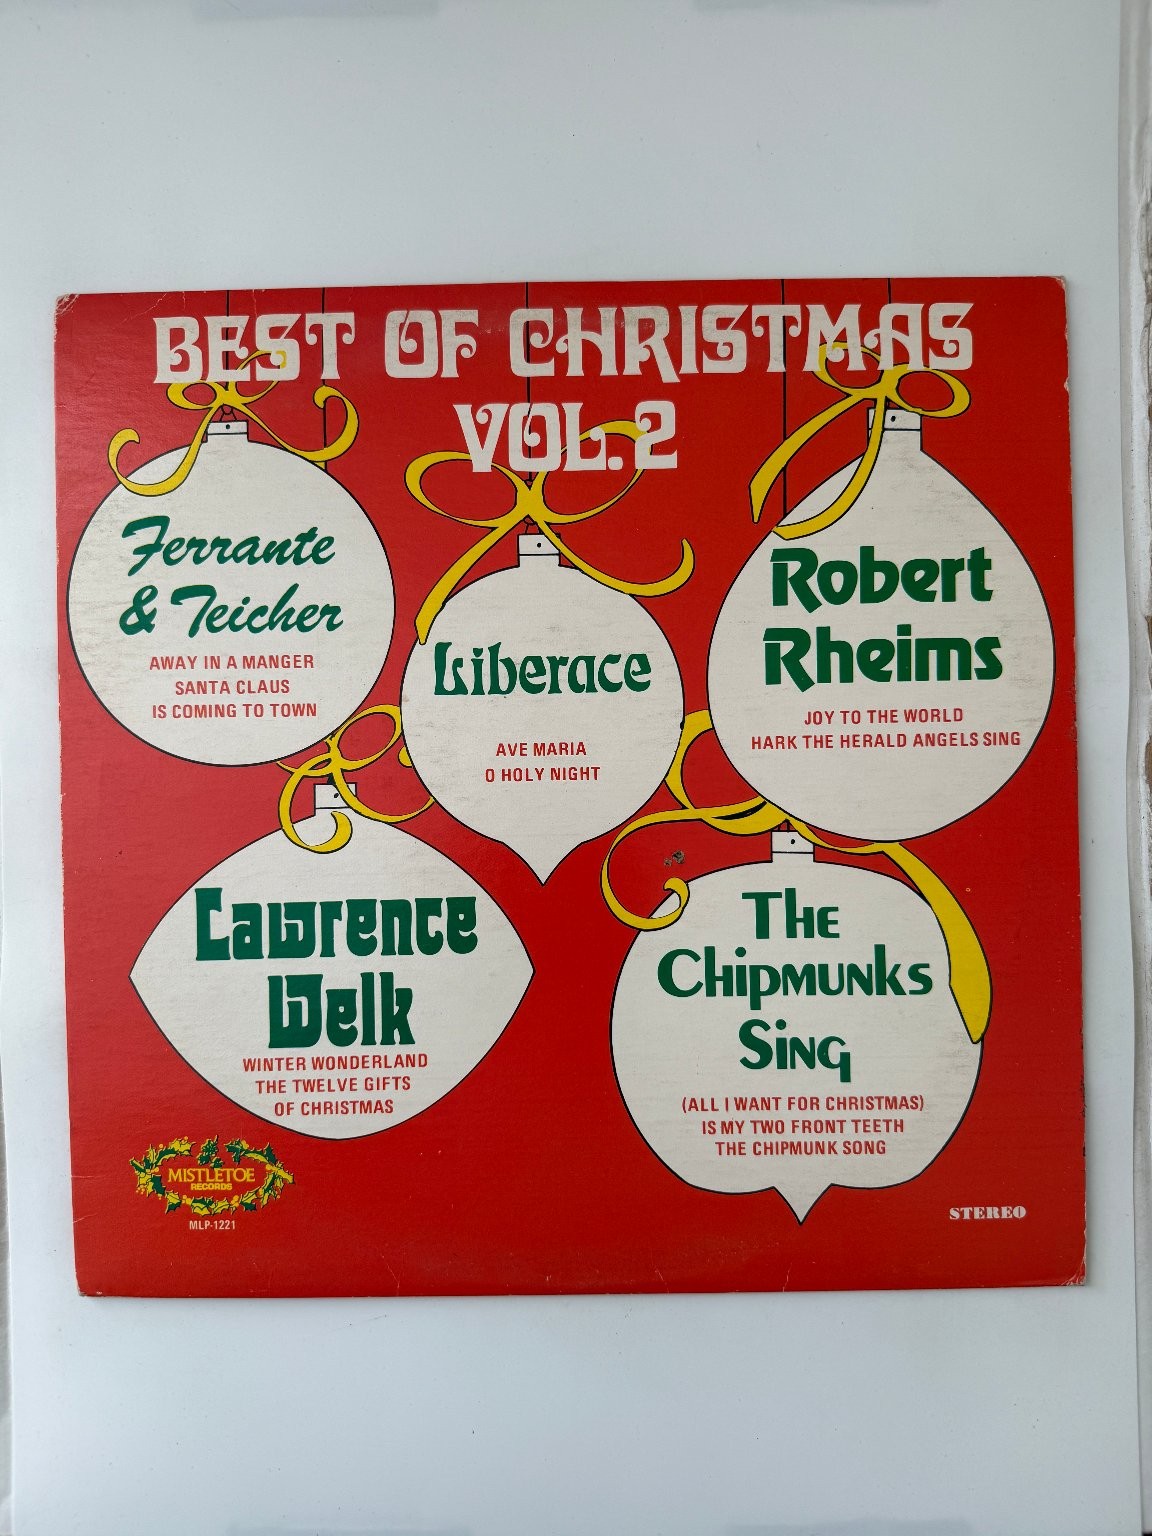 BEST OF CHRISTMAS
VOL. 2
Ferrante
& Teicher
AWAY IN A MANGER
SANTA CLAUS
IS COMING TO TOWN
Liberace
AVE MARIA
O HOLY NIGHT
Robert
Rheims
JOY TO THE WORLD
HARK THE HERALD ANGELS SING
Lawrence
Welk
WINTER WONDERLAND
THE TWELVE GIFTS
OF CHRISTMAS
The
Chipmunks
Sing
(ALL I WANT FOR CHRISTMAS)
IS MY TWO FRONT TEETH
THE CHIPMUNK SONG
MISTLETOE
RECORDS
MLP-1221
STEREO